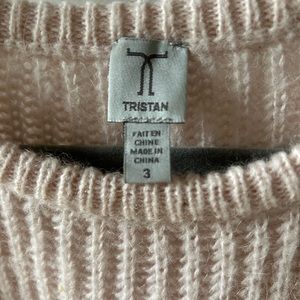 TRISTAN
FAIT EN
CHINE
MADE IN
CHINA
3